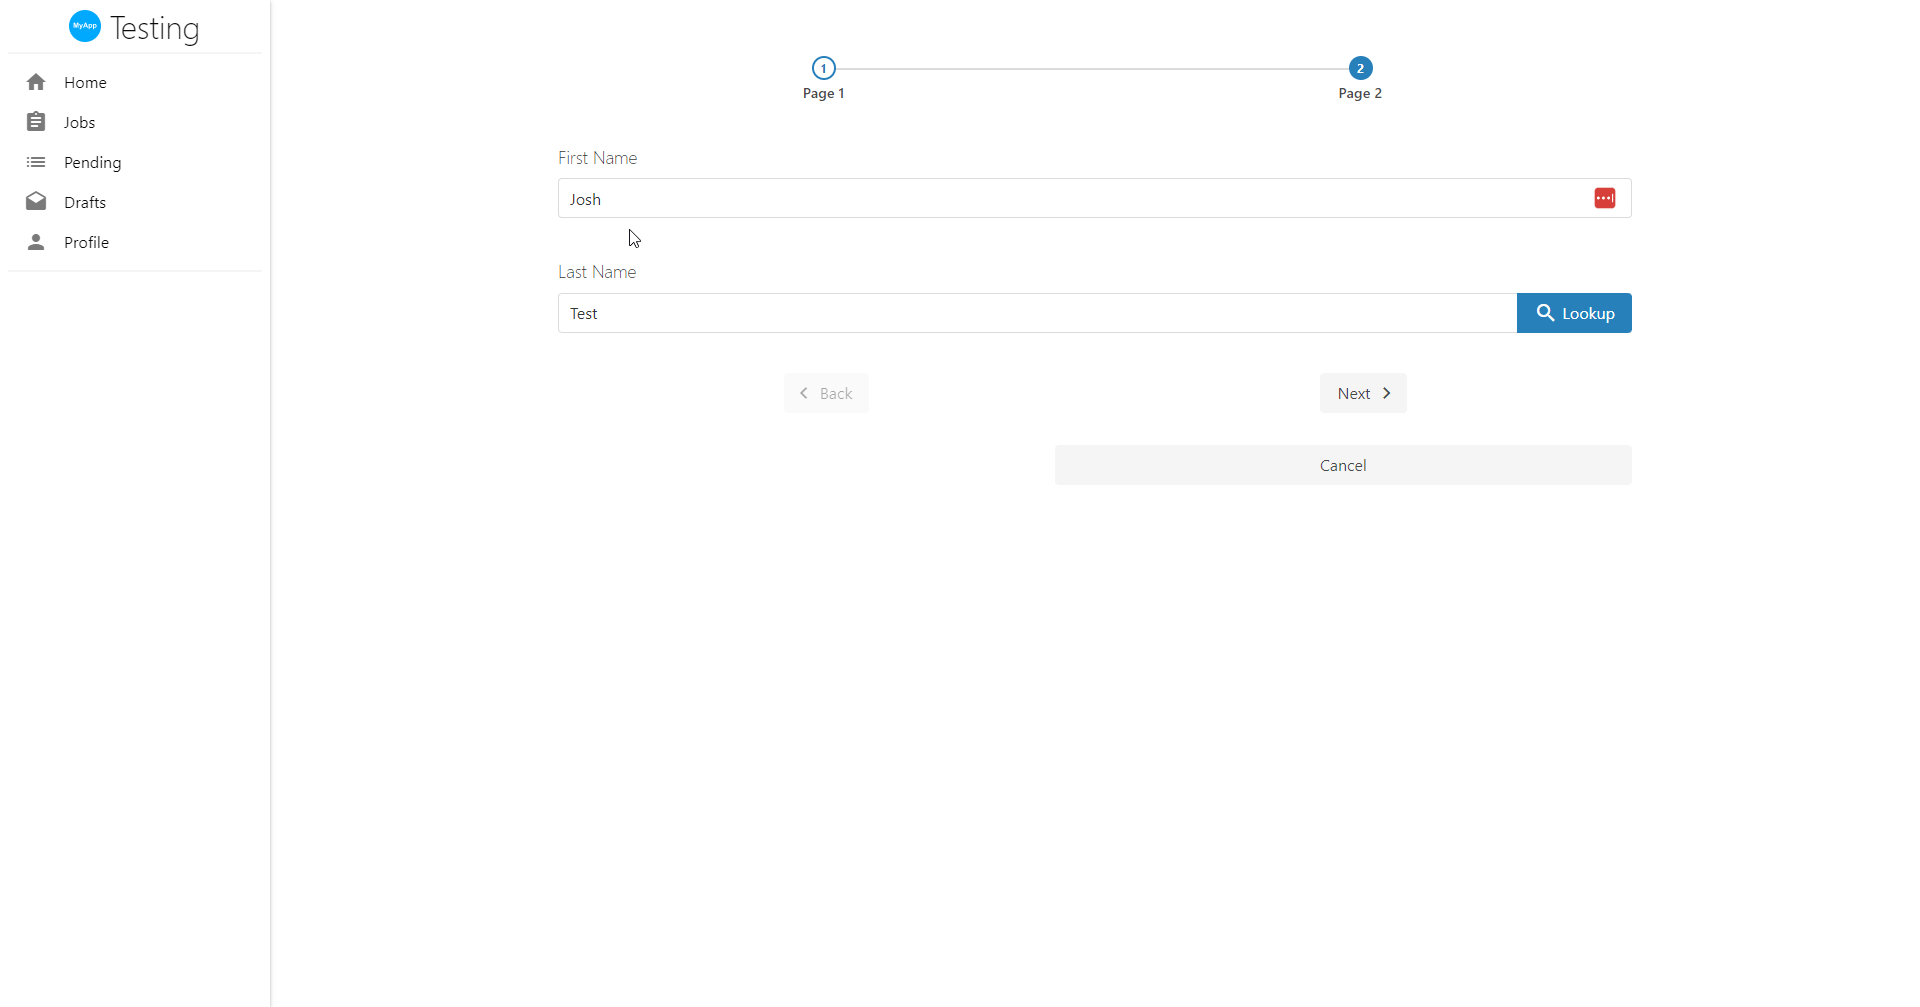 MyApp Testing
Home
Jobs
Pending
Drafts
Profile
1
2
Page 1
Page 2
First Name
Josh
Last Name
Test
Lookup
Back
Next
Cancel